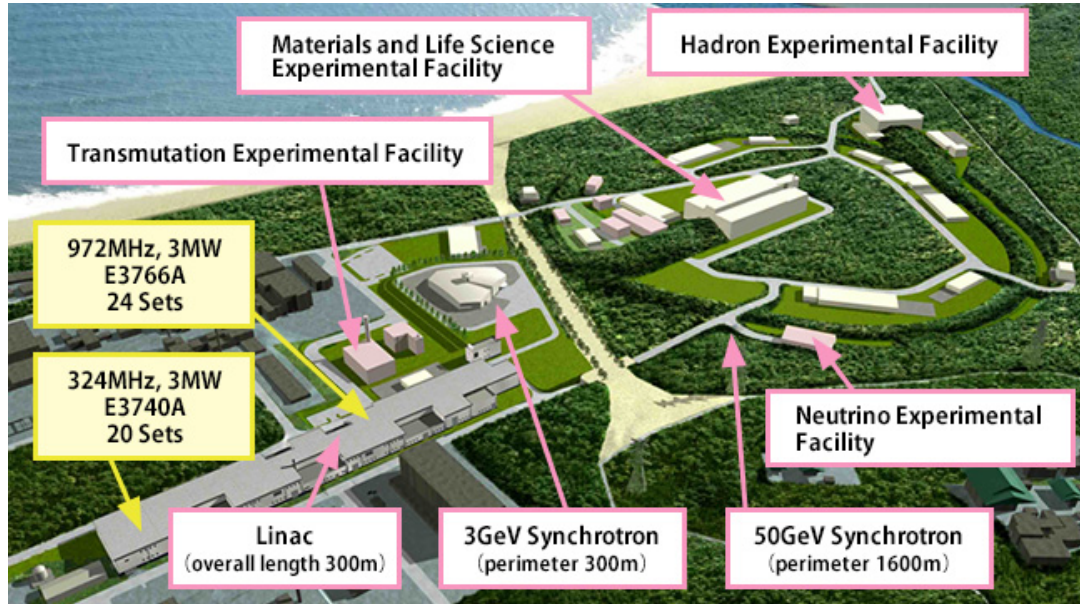 Materials and Life Science
Experimental Facility
Hadron Experimental Facility
Transmutation Experimental Facility
972MHz, 3MW
E3766A
24 Sets
324MHz, 3MW
E3740A
20 Sets
Neutrino Experimental
Facility
Linac
(overall length 300m)
3GeV Synchrotron
(perimeter 300m)
50GeV Synchrotron
(perimeter 1600m)